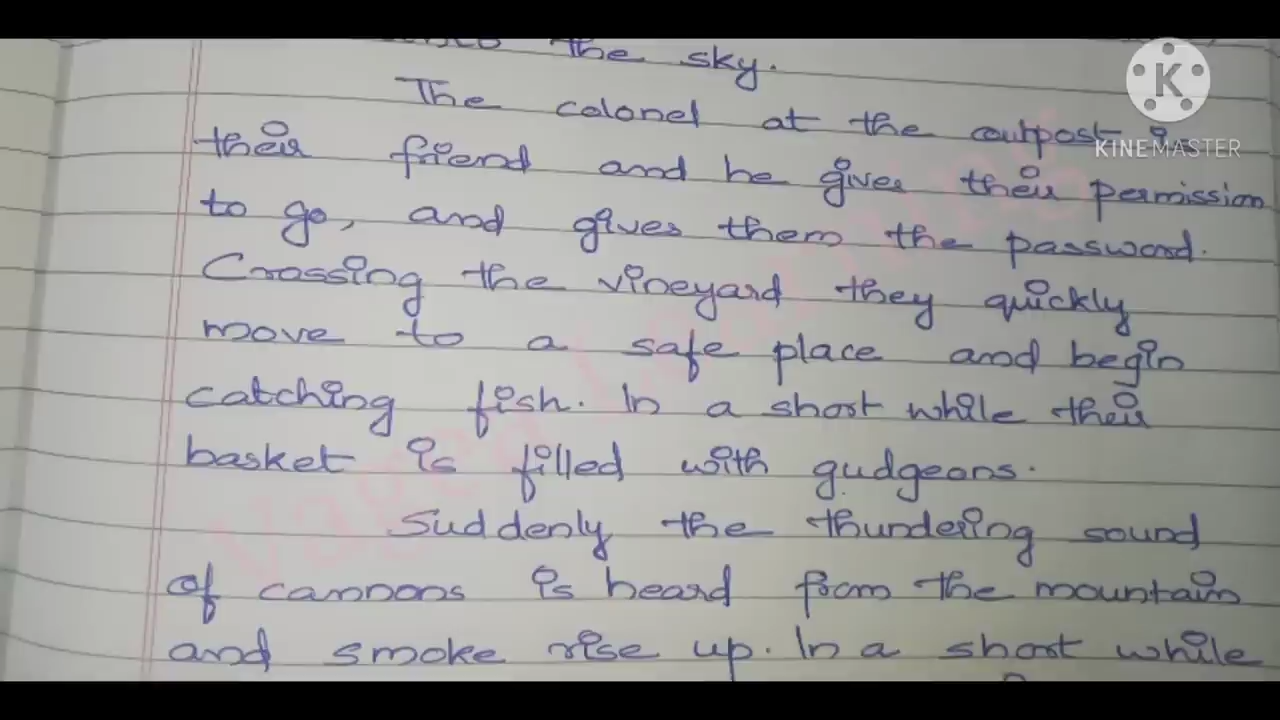 the sky.
The colonel at the outpost is
their friend and he gives their permission
to go, and gives them the password.
Crossing the vineyard they quickly
move to a safe place and begin
catching fish. In a short while their
basket is filled with gudgeons.
Suddenly the thundering sound
of cannons is heard from the mountain
and smoke rise up. In a short while
K
KINEMASTER